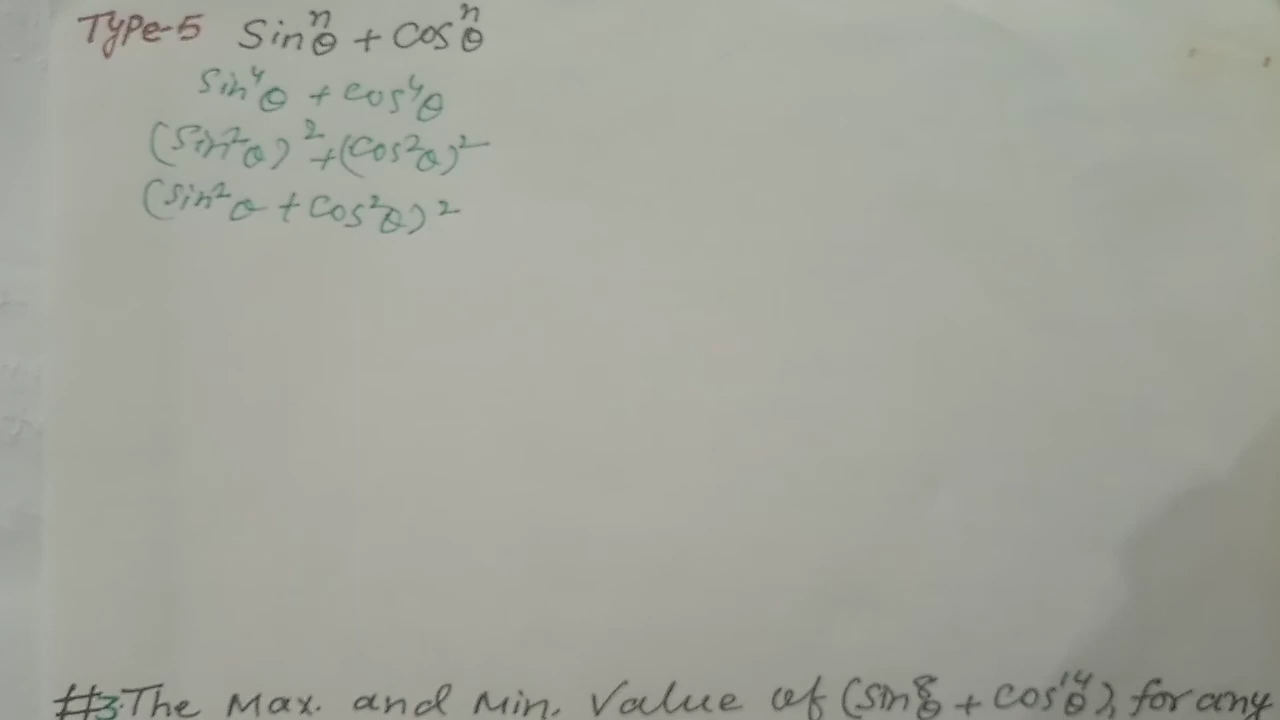 Type-5 Sinⁿθ + Cosⁿθ
Sin⁴θ + cos⁴θ
(Sin²θ)² + (Cos²θ)²
(Sin²θ + Cos²θ)²
#3. The Max. and Min. Value of (Sin⁸θ + Cos¹⁴θ), for any